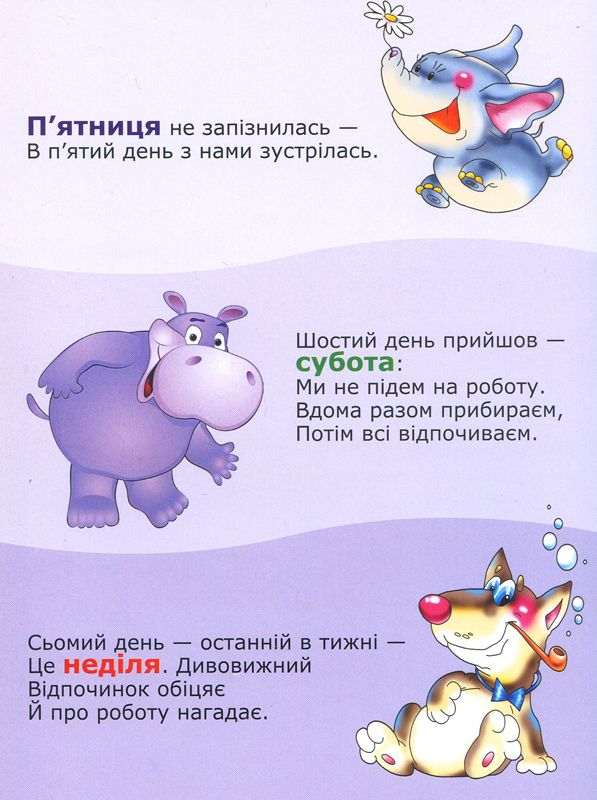 П’ятниця не запізнилась —
В п’ятий день з нами зустрілась.
Шостий день прийшов —
субота:
Ми не підем на роботу.
Вдома разом прибираєм,
Потім всі відпочиваєм.
Сьомий день — останній в тижні —
Це неділя. Дивовижний
Відпочинок обіцяє
Й про роботу нагадає.